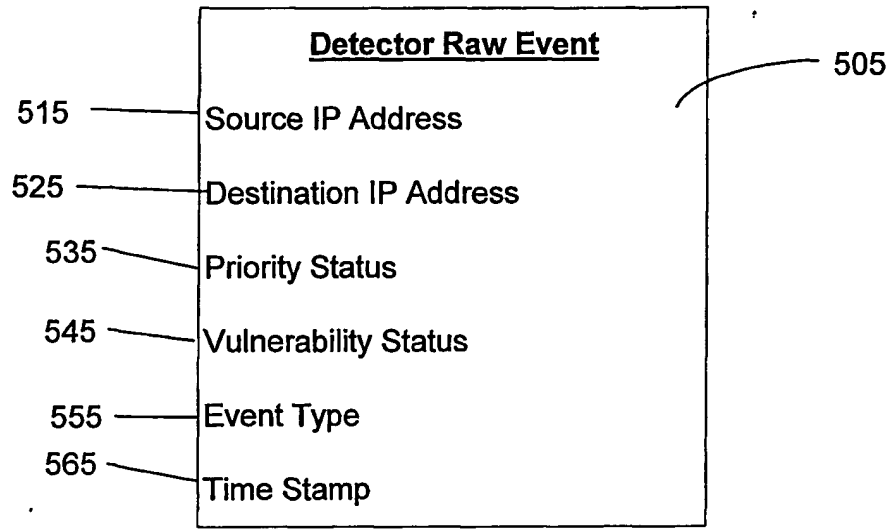 Detector Raw Event
505
515 Source IP Address
525 Destination IP Address
535 Priority Status
545 Vulnerability Status
555 Event Type
565 Time Stamp